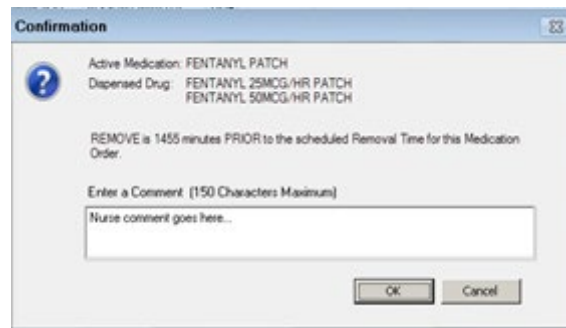 Confirmation
Active Medication: FENTANYL PATCH
Dispensed Drug: FENTANYL 25MCG/HR PATCH
FENTANYL 50MCG/HR PATCH
REMOVE is 1455 minutes PRIOR to the scheduled Removal Time for this Medication
Order.
Enter a Comment (150 Characters Maximum)
Nurse comment goes here...
OK Cancel